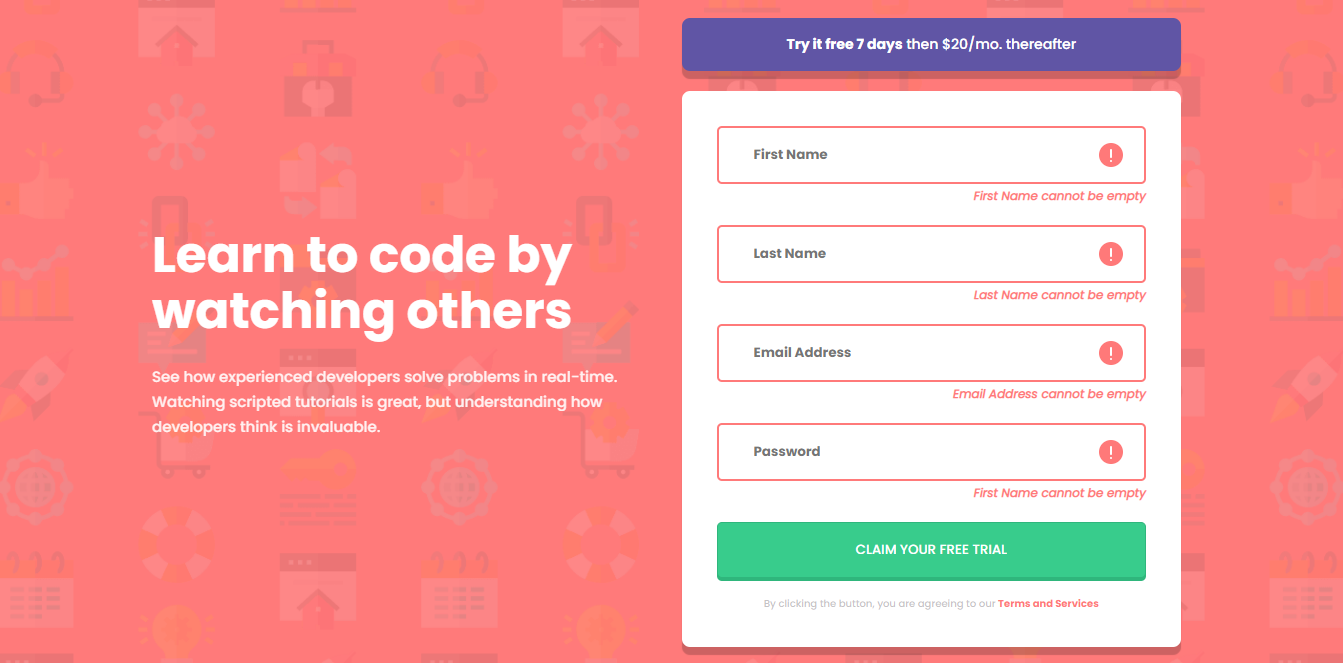 Learn to code by
watching others
See how experienced developers solve problems in real-time.
Watching scripted tutorials is great, but understanding how
developers think is invaluable.
Try it free 7 days then $20/mo. thereafter
First Name
First Name cannot be empty
Last Name
Last Name cannot be empty
Email Address
Email Address cannot be empty
Password
First Name cannot be empty
CLAIM YOUR FREE TRIAL
By clicking the button, you are agreeing to our Terms and Services